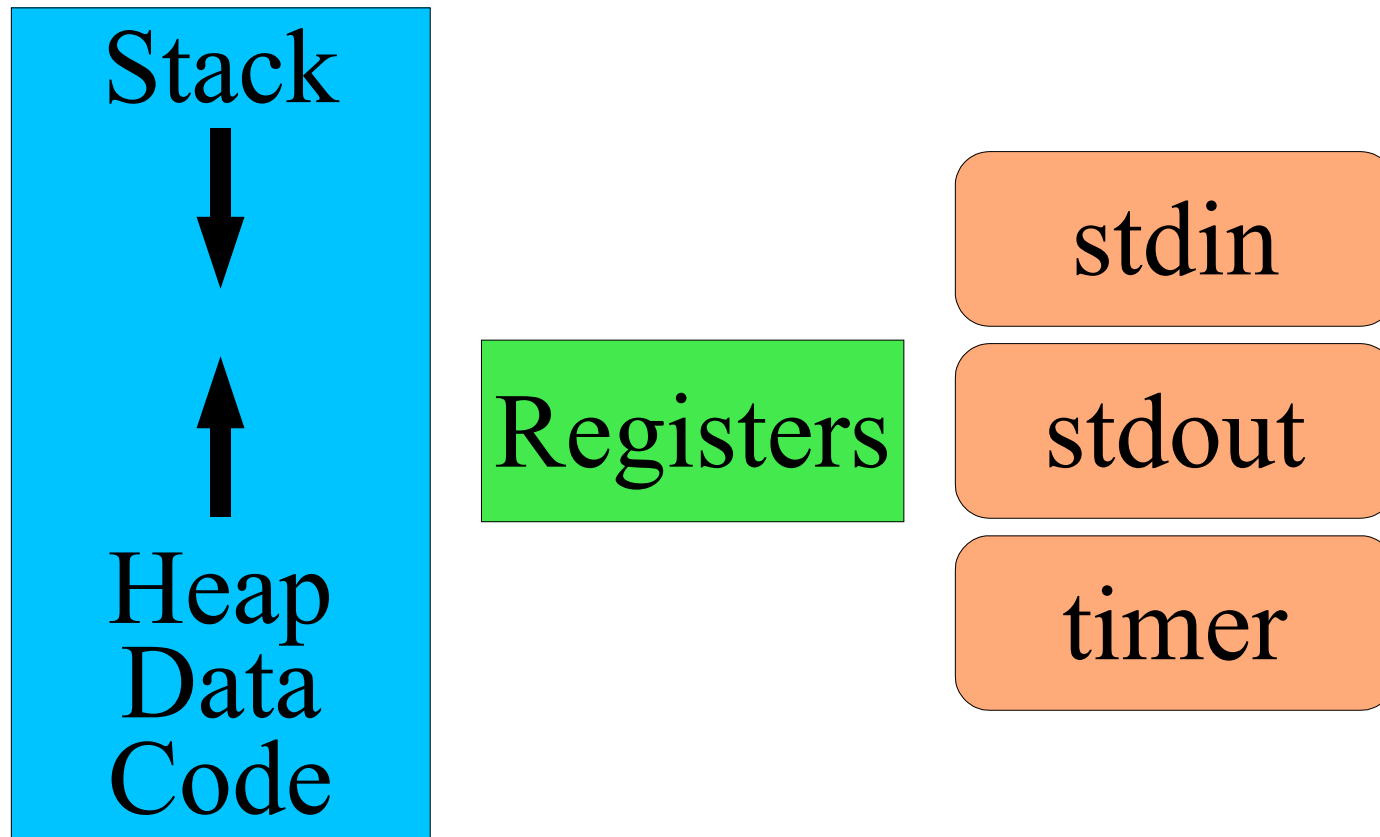 Stack
Heap
Data
Code
Registers
stdin
stdout
timer